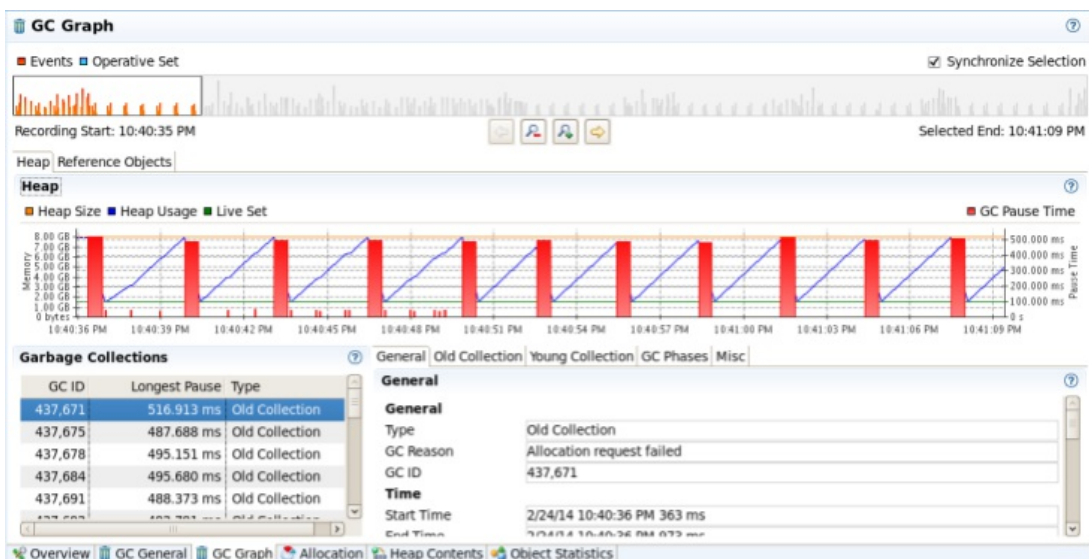 GC Graph
Events Operative Set
Synchronize Selection
Recording Start: 10:40:35 PM
Selected End: 10:41:09 PM
Heap Reference Objects
Heap
Heap Size Heap Usage Live Set
GC Pause Time
8.00 GB
7.00 GB
6.00 GB
5.00 GB
4.00 GB
3.00 GB
2.00 GB
1.00 GB
0 bytes
Memory
500.000 ms
400.000 ms
300.000 ms
200.000 ms
100.000 ms
0 s
Pause Time
10:40:36 PM 10:40:39 PM 10:40:42 PM 10:40:45 PM 10:40:48 PM 10:40:51 PM 10:40:54 PM 10:40:57 PM 10:41:00 PM 10:41:03 PM 10:41:06 PM 10:41:09 PM
Garbage Collections
GC ID Longest Pause Type
437,671 516.913 ms Old Collection
437,675 487.688 ms Old Collection
437,678 495.151 ms Old Collection
437,684 495.680 ms Old Collection
437,691 488.373 ms Old Collection
General Old Collection Young Collection GC Phases Misc
General
General
Type Old Collection
GC Reason Allocation request failed
GC ID 437,671
Time
Start Time 2/24/14 10:40:36 PM 363 ms
End Time 2/24/14 10:40:36 PM 973 ms
Overview GC General GC Graph Allocation Heap Contents Object Statistics